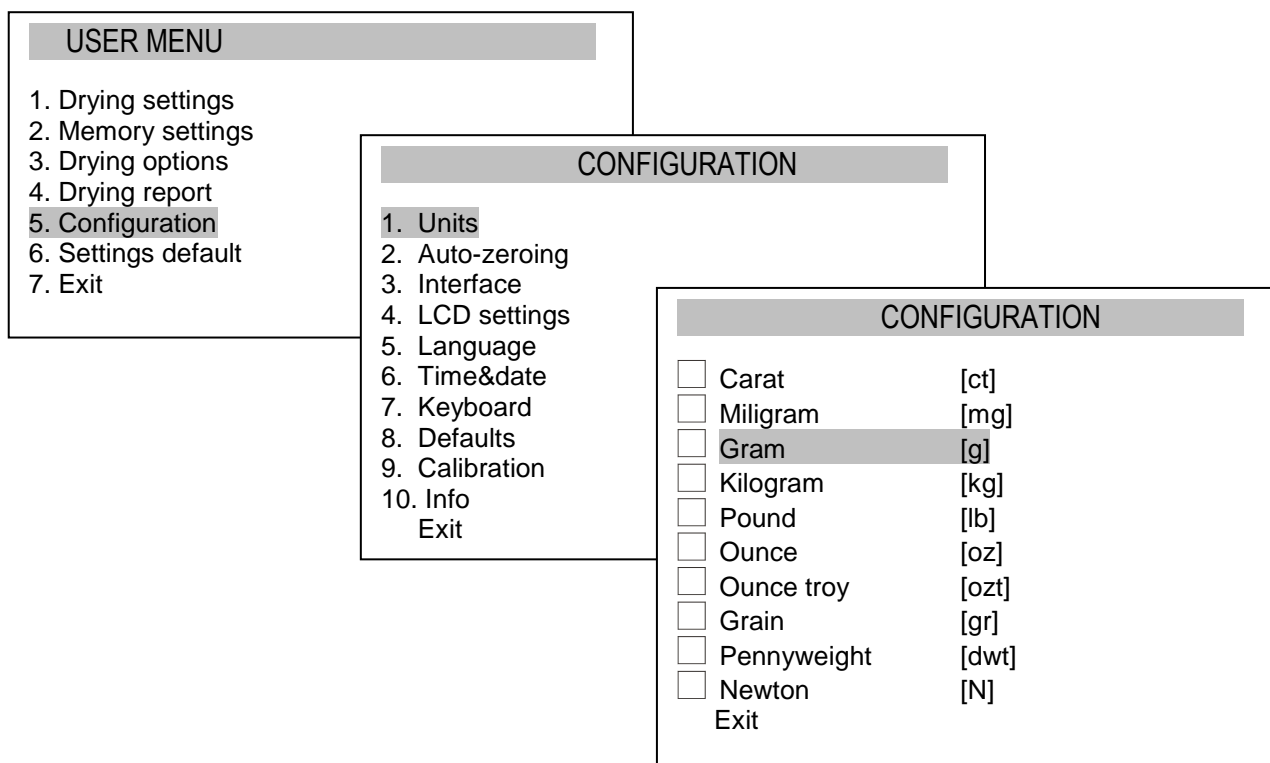 USER MENU
1. Drying settings
2. Memory settings
3. Drying options
4. Drying report
5. Configuration
6. Settings default
7. Exit
CONFIGURATION
1. Units
2. Auto-zeroing
3. Interface
4. LCD settings
5. Language
6. Time&date
7. Keyboard
8. Defaults
9. Calibration
10. Info
Exit
CONFIGURATION
Carat [ct]
Miligram [mg]
Gram [g]
Kilogram [kg]
Pound [lb]
Ounce [oz]
Ounce troy [ozt]
Grain [gr]
Pennyweight [dwt]
Newton [N]
Exit